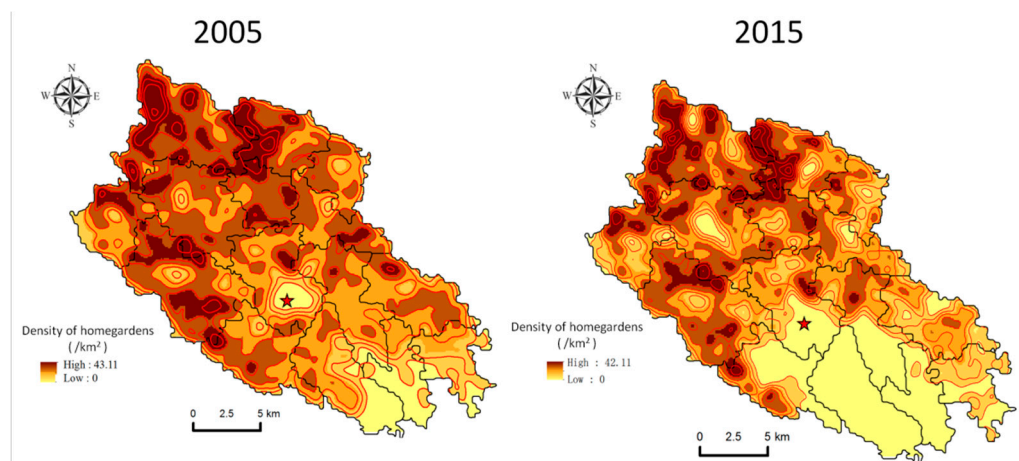 2005
2015
N
W E
S
N
W E
S
Density of homegardens
(/km²)
High : 43.11
Low : 0
0 2.5 5 km
Density of homegardens
(/km²)
High : 42.11
Low : 0
0 2.5 5 km